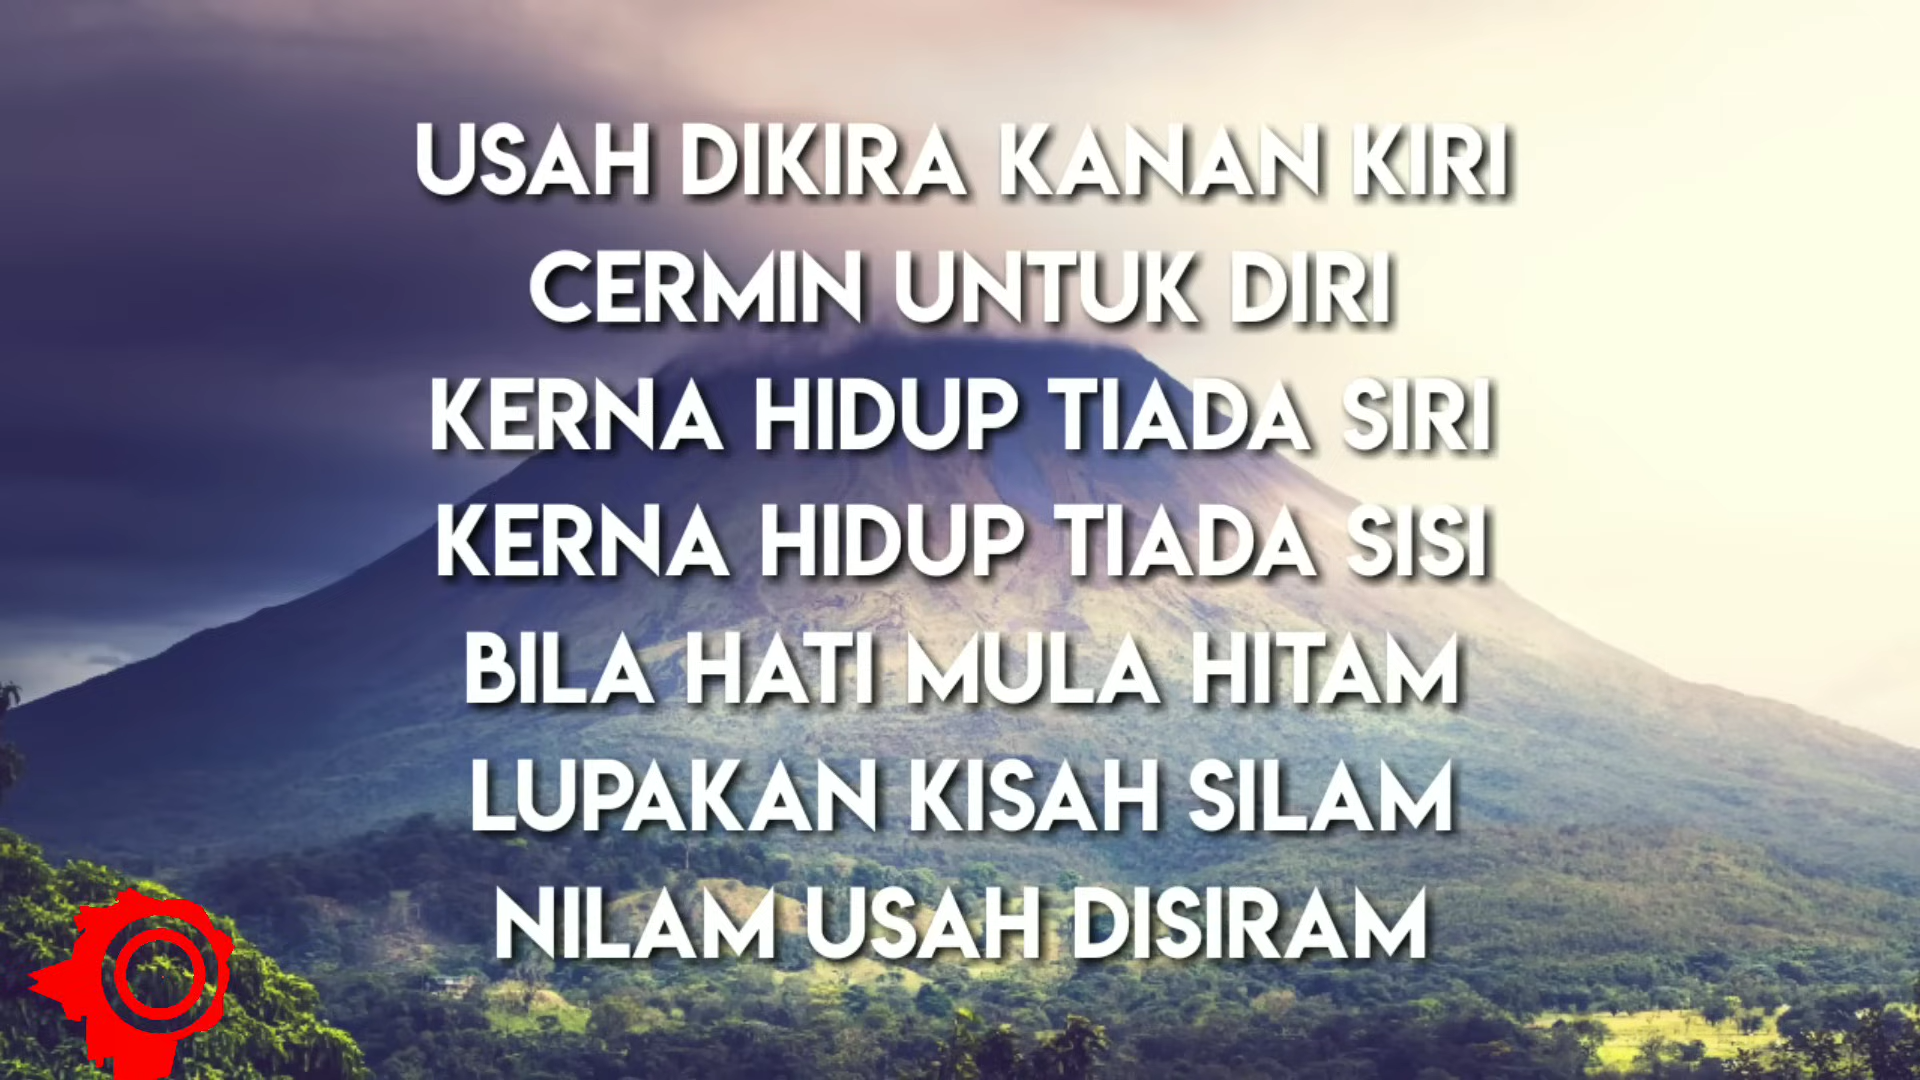 USAH DIKIRA KANAN KIRI
CERMIN UNTUK DIRI
KERNA HIDUP TIADA SIRI
KERNA HIDUP TIADA SISI
BILA HATI MULA HITAM
LUPAKAN KISAH SILAM
NILAM USAH DISIRAM